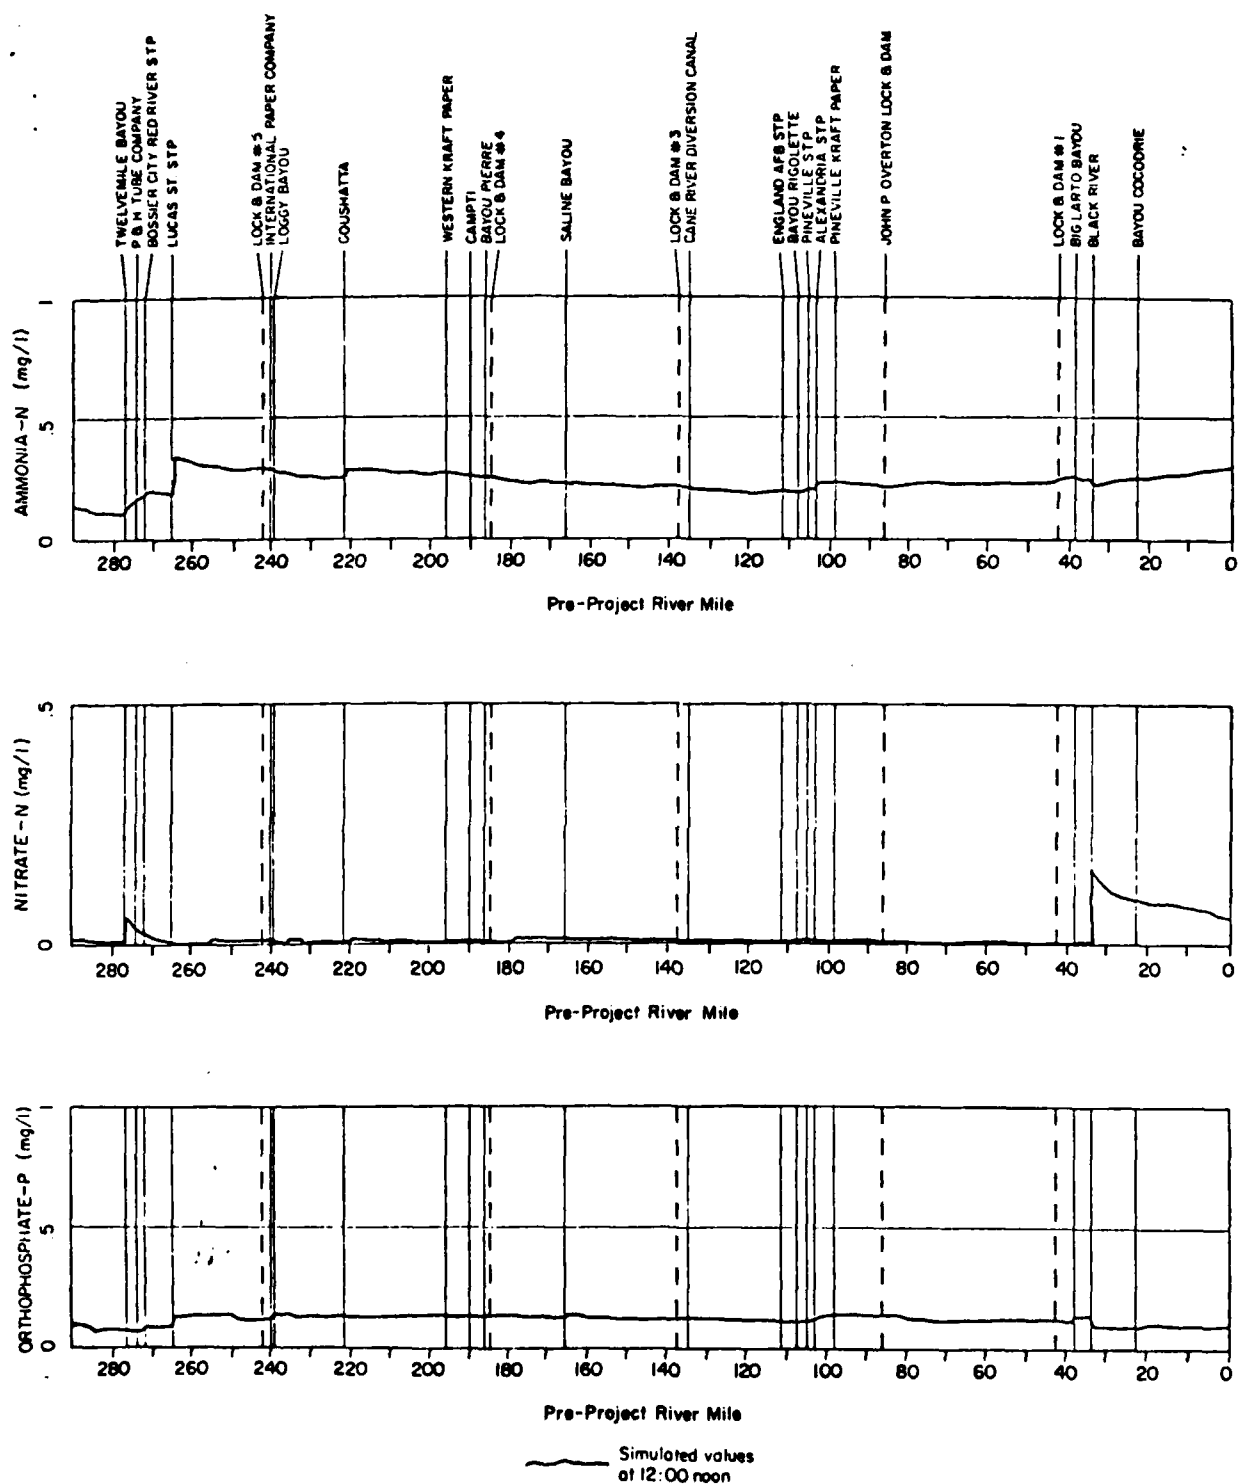 TWELVEMILE BAYOU
P & H TUBE COMPANY
BOSSIER CITY RED RIVER STP
LUCAS ST. STP
LOCK & DAM #5
INTERNATIONAL PAPER COMPANY
LOGGY BAYOU
COUSHATTA
WESTERN KRAFT PAPER
CAMPTI
BAYOU PIERRE
LOCK & DAM #4
SALINE BAYOU
LOCK & DAM #3
CANE RIVER DIVERSION CANAL
ENGLAND AFB STP
BAYOU RIGOLETTE
PINEVILLE STP
ALEXANDRIA STP
PINEVILLE KRAFT PAPER
JOHN P OVERTON LOCK & DAM
LOCK & DAM #1
BIG LARTO BAYOU
BLACK RIVER
BAYOU COCODRIE
AMMONIA-N (mg/l)
1
.5
0
280 260 240 220 200 180 160 140 120 100 80 60 40 20 0
Pre-Project River Mile
NITRATE-N (mg/l)
.5
0
280 260 240 220 200 180 160 140 120 100 80 60 40 20 0
Pre-Project River Mile
ORTHOPHOSPHATE-P (mg/l)
1
.5
0
280 260 240 220 200 180 160 140 120 100 80 60 40 20 0
Pre-Project River Mile
Simulated values
at 12:00 noon